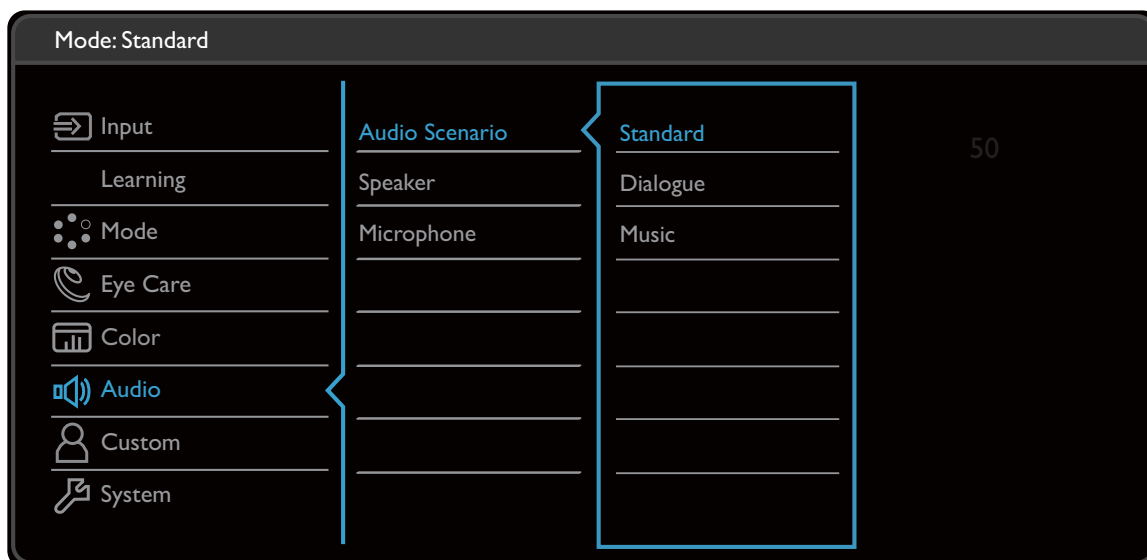 Mode: Standard
Input
Learning
Mode
Eye Care
Color
Audio
Custom
System
Audio Scenario
Speaker
Microphone
Standard
Dialogue
Music
50